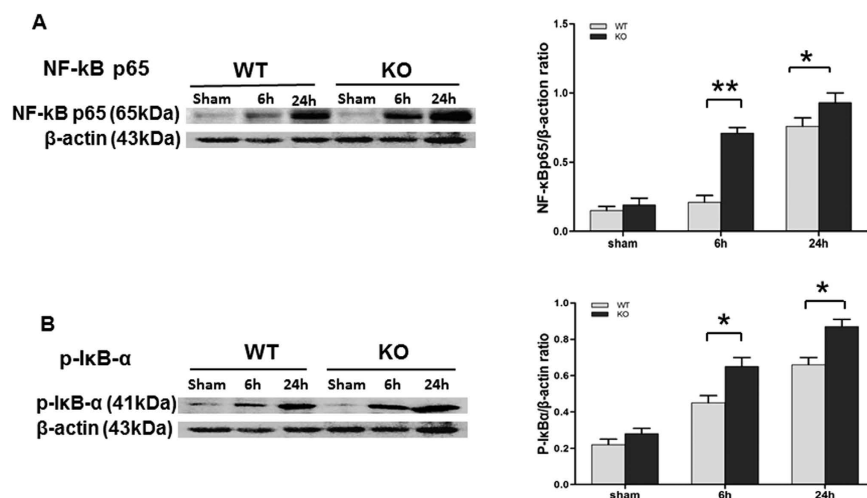 A
NF-kB p65
WT KO
Sham 6h 24h Sham 6h 24h
NF-kB p65 (65kDa)
β-actin (43kDa)
WT
KO
NF-κBp65/β-action ratio
1.5
1.0
0.5
0.0
** *
sham 6h 24h
B
p-IκB-α
WT KO
Sham 6h 24h Sham 6h 24h
p-IκB-α (41kDa)
β-actin (43kDa)
WT
KO
P-IκBα/β-actin ratio
1.0
0.8
0.6
0.4
0.2
* *
sham 6h 24h